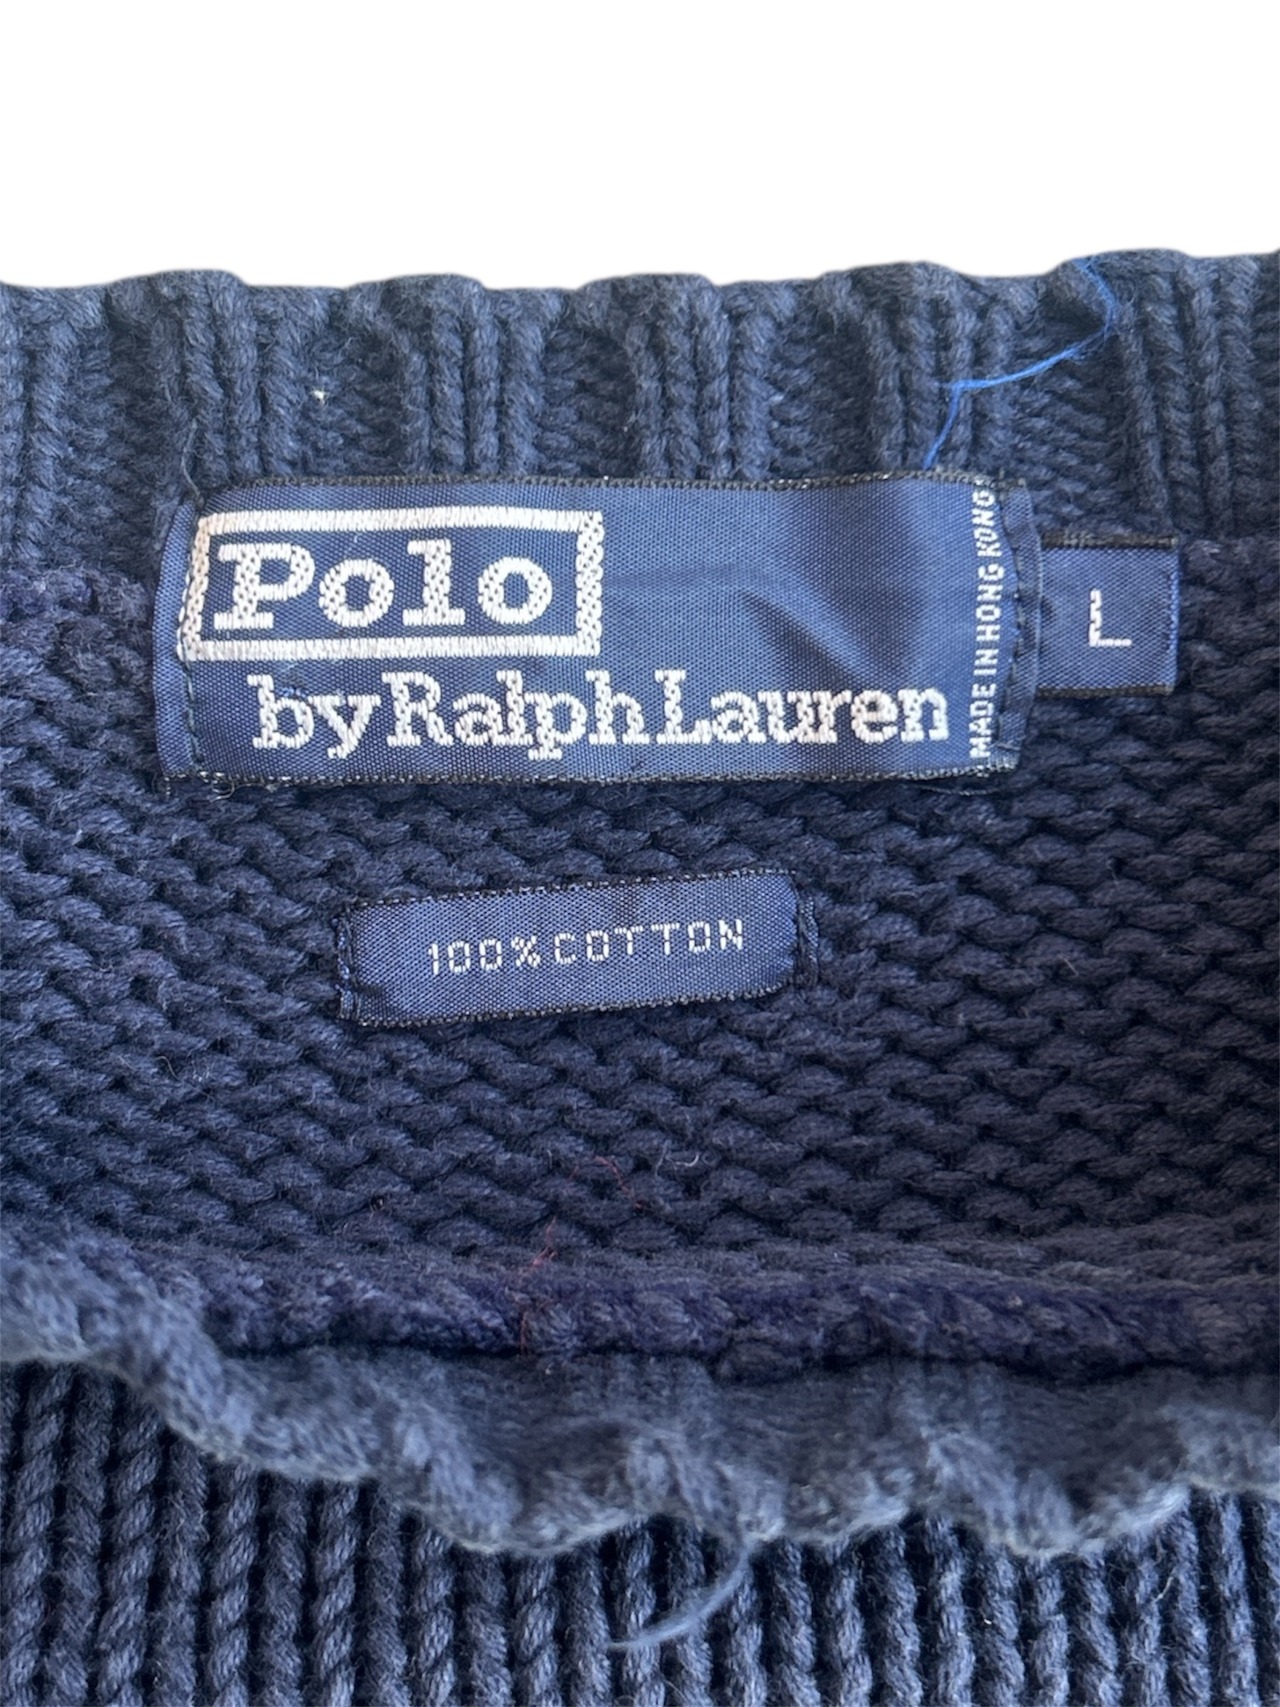 Polo
by Ralph Lauren
MADE IN HONG KONG
L
100% COTTON